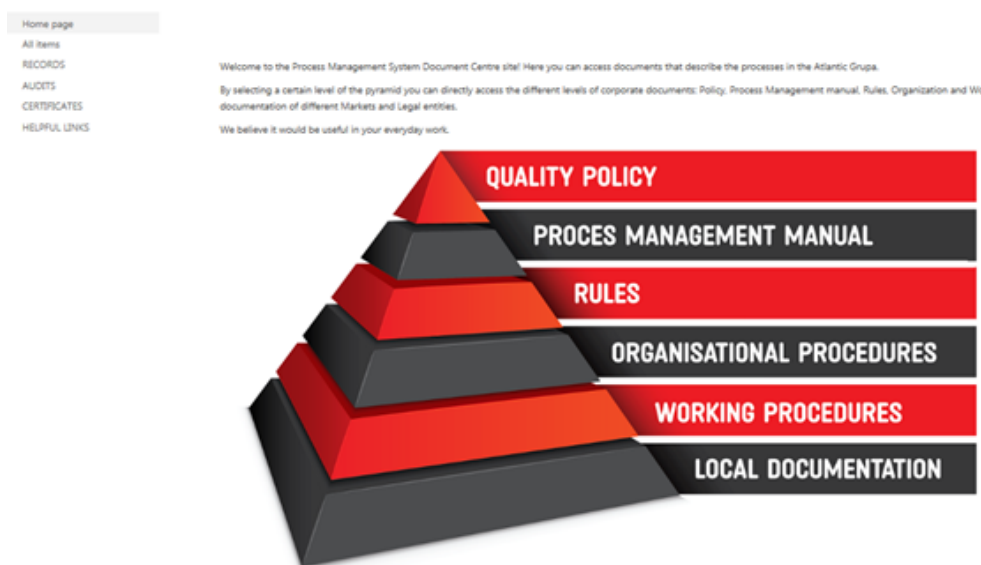 Home page
All items
RECORDS
AUDITS
CERTIFICATES
HELPFUL LINKS
Welcome to the Process Management System Document Centre site! Here you can access documents that describe the processes in the Atlantic Grupa.
By selecting a certain level of the pyramid you can directly access the different levels of corporate documents: Policy, Process Management manual, Rules, Organization and
documentation of different Markets and Legal entities.
We believe it would be useful in your everyday work.
QUALITY POLICY
PROCES MANAGEMENT MANUAL
RULES
ORGANISATIONAL PROCEDURES
WORKING PROCEDURES
LOCAL DOCUMENTATION